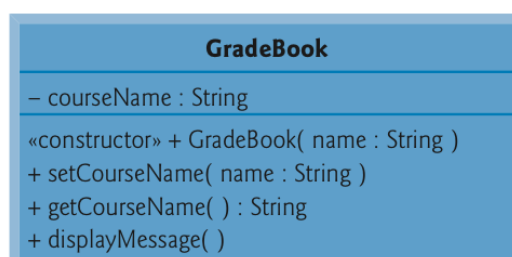 GradeBook
– courseName : String
«constructor» + GradeBook( name : String )
+ setCourseName( name : String )
+ getCourseName( ) : String
+ displayMessage( )